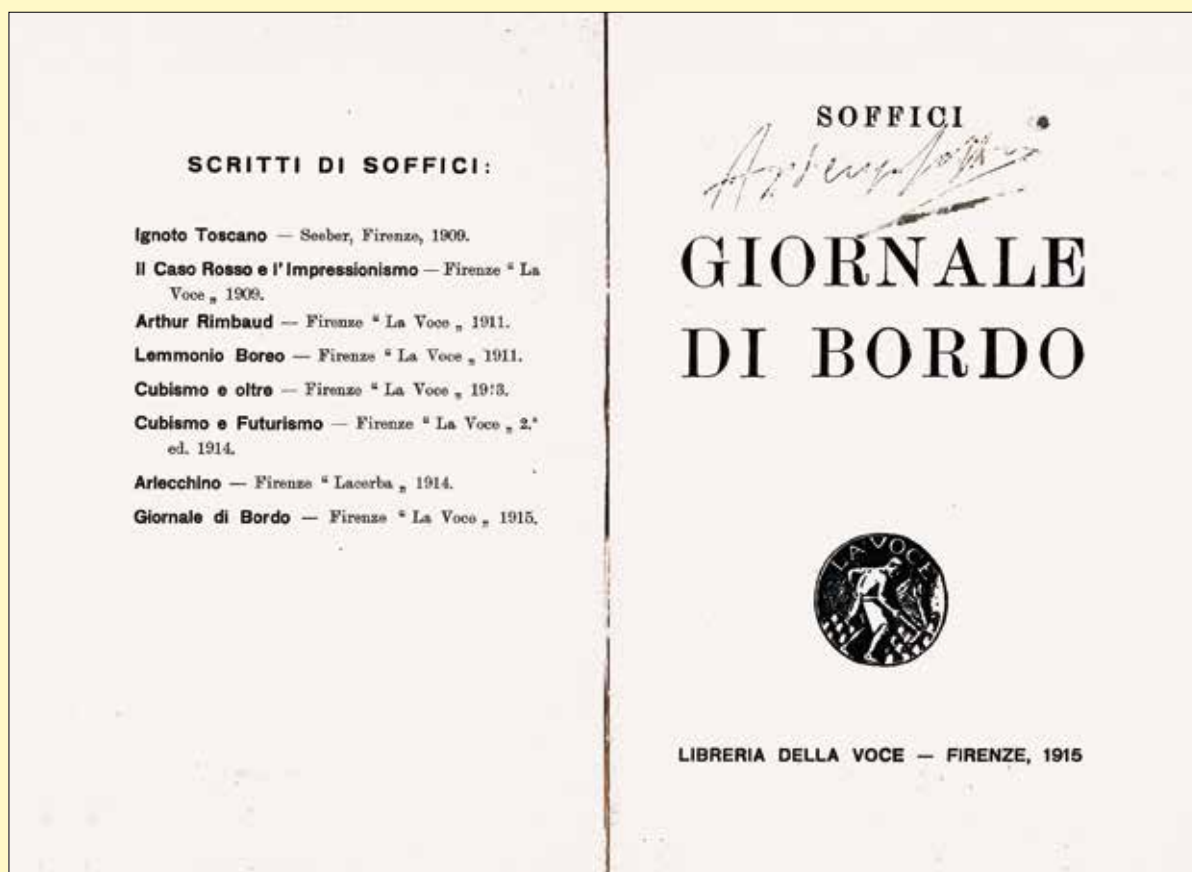 SCRITTI DI SOFFICI:
Ignoto Toscano — Seeber, Firenze, 1909.
Il Caso Rosso e l'Impressionismo — Firenze “ La
Voce „ 1909.
Arthur Rimbaud — Firenze “ La Voce „ 1911.
Lemmonio Boreo — Firenze “ La Voce „ 1911.
Cubismo e oltre — Firenze “ La Voce „ 1913.
Cubismo e Futurismo — Firenze “ La Voce „ 2.ª
ed. 1914.
Arlecchino — Firenze “ Lacerba „ 1914.
Giornale di Bordo — Firenze “ La Voce „ 1915.
SOFFICI
GIORNALE
DI BORDO
LA VOCE
LIBRERIA DELLA VOCE — FIRENZE, 1915